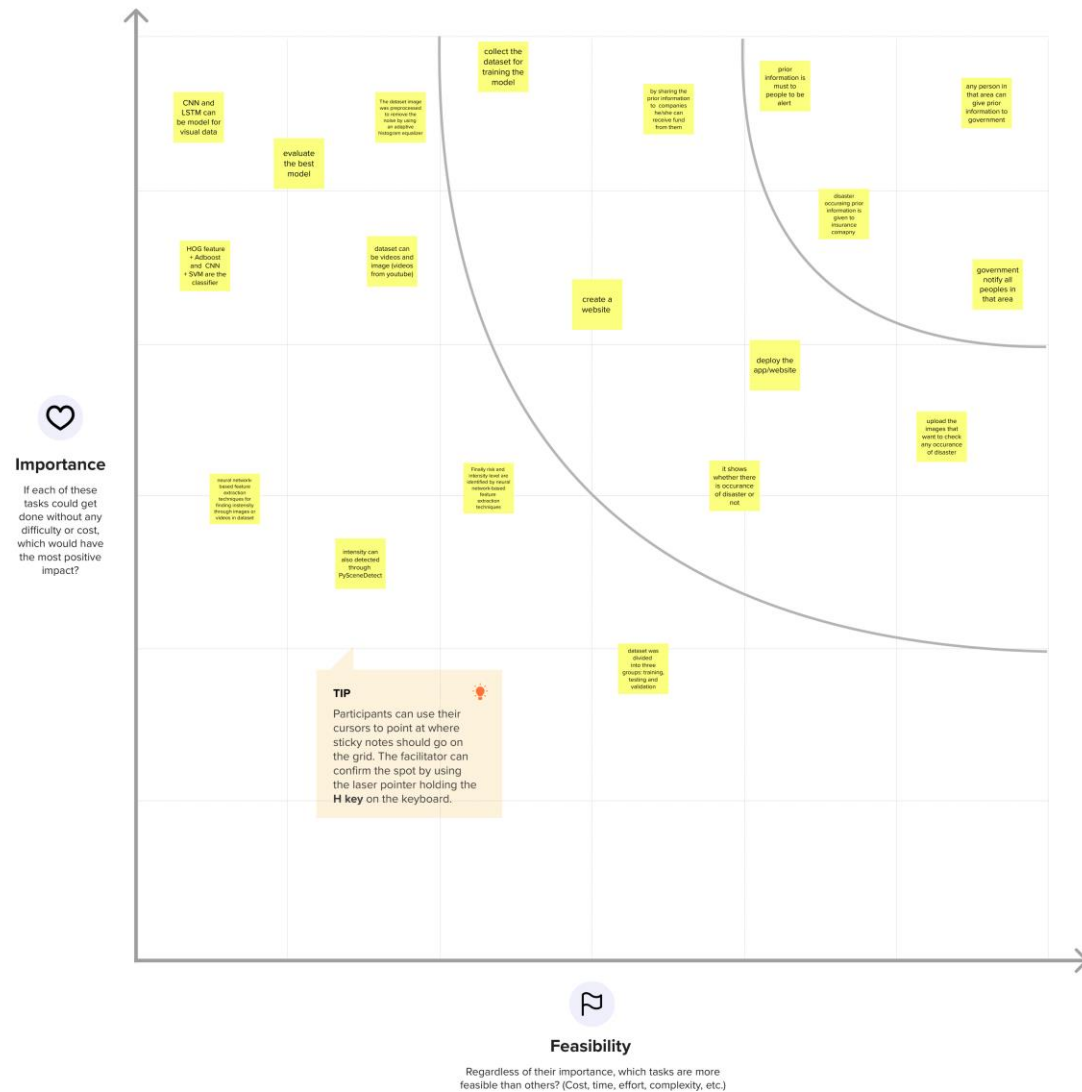 collect the
dataset for
training the
model
prior
information is
must to
people to be
alert
any person in
that area can
give prior
information to
government
by sharing the
prior information
to companies
he/she can
receive fund
from them
CNN and
LSTM can
be model for
visual data
The dataset image
was preprocessed
to remove the
noise by using
an adaptive
histogram equalizer
evaluate
the best
model
disaster
occuraing prior
information is
given to
insurance
comapny
HOG feature
+ Adboost
and CNN
+ SVM are the
classifier
dataset can
be videos and
image (videos
from youtube)
create a
website
government
notify all
peoples in
that area
deploy the
app/website
upload the
images that
want to check
any occurance
of disaster
Importance
If each of these
tasks could get
done without any
difficulty or cost,
which would have
the most positive
impact?
neural network-
based feature
extraction
techniques for
finding
through images or
videos in dataset
Finally risk and
intensity level are
identified by neural
network-based
feature
extraction
techniques
it shows
whether there
is occurance
of disaster or
not
intensity can
also detected
through
PySceneDetect
dataset was
divided
into three
groups: training,
testing and
validation
TIP
Participants can use their
cursors to point at where
sticky notes should go on
the grid. The facilitator can
confirm the spot by using
the laser pointer holding the
H key on the keyboard.
Feasibility
Regardless of their importance, which tasks are more
feasible than others? (Cost, time, effort, complexity, etc.)